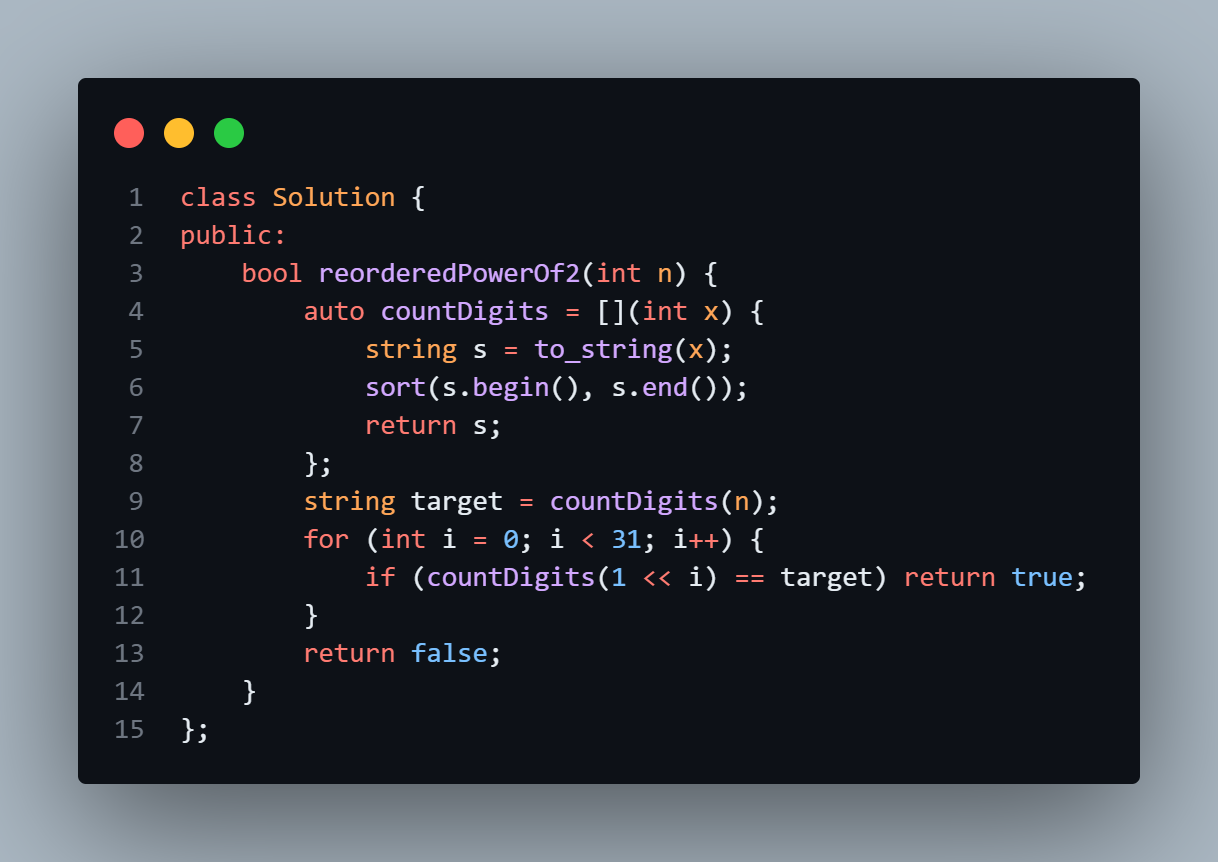 1 class Solution {
2 public:
3     bool reorderedPowerOf2(int n) {
4         auto countDigits = [](int x) {
5             string s = to_string(x);
6             sort(s.begin(), s.end());
7             return s;
8         };
9         string target = countDigits(n);
10         for (int i = 0; i < 31; i++) {
11             if (countDigits(1 << i) == target) return true;
12         }
13         return false;
14     }
15 };